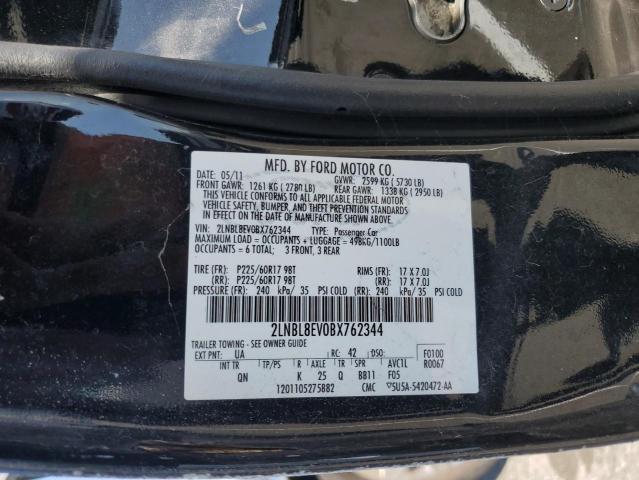 MFD. BY FORD MOTOR CO.
DATE: 05/11 GVWR: 2599 KG ( 5730 LB)
FRONT GAWR: 1261 KG ( 2780 LB) REAR GAWR: 1338 KG ( 2950 LB)
THIS VEHICLE CONFORMS TO ALL APPLICABLE FEDERAL MOTOR
VEHICLE SAFETY, BUMPER, AND THEFT PREVENTION STANDARDS
IN EFFECT ON THE DATE OF MANUFACTURE SHOWN ABOVE.
VIN: 2LNBL8EV0BX762344 TYPE: Passenger Car
MAXIMUM LOAD = OCCUPANTS + LUGGAGE = 498KG/1100LB
OCCUPANTS = 6 TOTAL; 3 FRONT, 3 REAR
TIRE (FR): P225/60R17 98T RIMS (FR): 17 X 7.0J
(RR): P225/60R17 98T (RR): 17 X 7.0J
PRESSURE (FR): 240 kPa/ 35 PSI COLD (RR): 240 kPa/ 35 PSI COLD
2LNBL8EV0BX762344
TRAILER TOWING - SEE OWNER GUIDE
EXT PNT: UA RC: 42 DSO: F0100
INT TR TP/PS R AXLE TR SPR AVC1L R0067
QN K 25 Q BB11 F05
1201105275B82 CMC 5U5A-5420472-AA